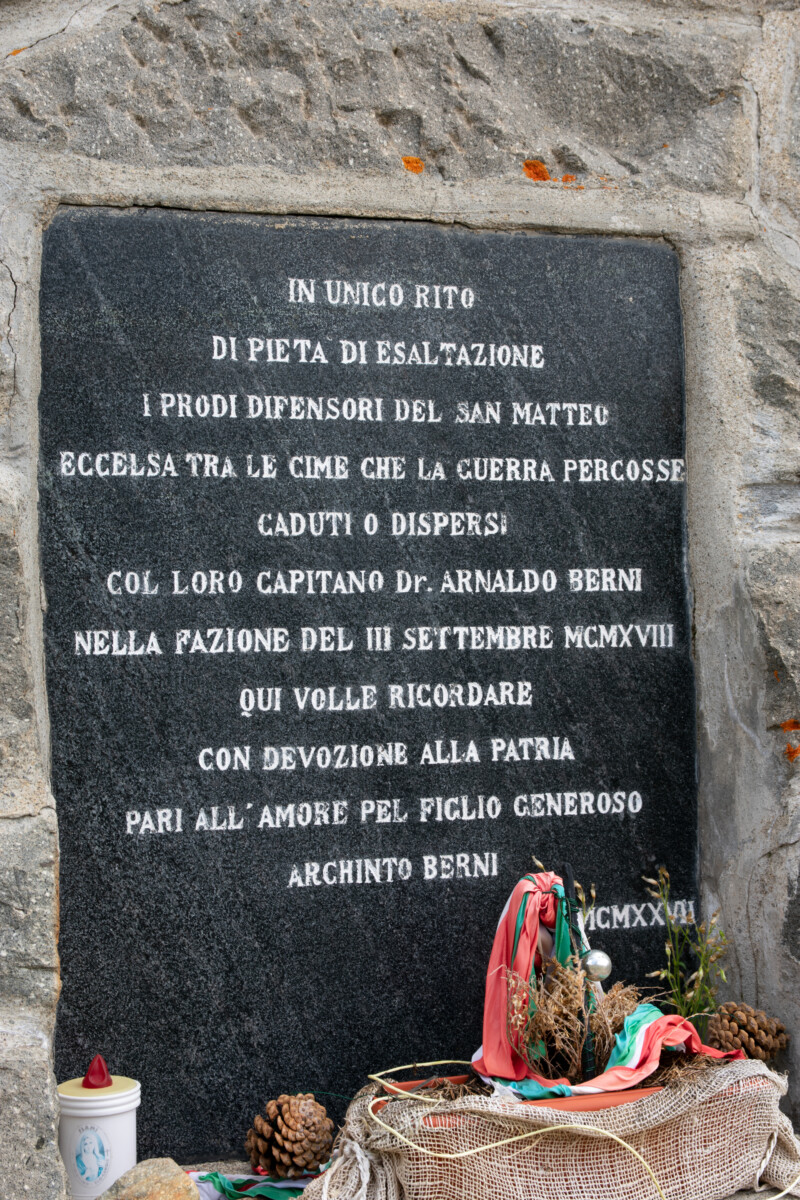 IN UNICO RITO
DI PIETA` DI ESALTAZIONE
I PRODI DIFENSORI DEL SAN MATTEO
ECCELSA TRA LE CIME CHE LA GUERRA PERCOSSE
CADUTI O DISPERSI
COL LORO CAPITANO Dr. ARNALDO BERNI
NELLA FAZIONE DEL III SETTEMBRE MCMXVIII
QUI VOLLE RICORDARE
CON DEVOZIONE ALLA PATRIA
PARI ALL'AMORE PEL FIGLIO GENEROSO
ARCHINTO BERNI
MCMXXVII